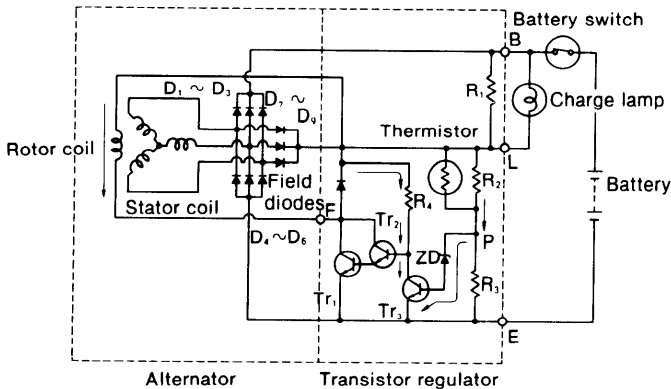 Battery switch
B
D₁ ~ D₃
D₇ ~ D₉
R₁
Charge lamp
Thermistor
Rotor coil
L
R₂
Battery
Field diodes
Stator coil
F
R₄
Tr₂
P
D₄~D₆
ZD
R₃
Tr₁
Tr₃
E
Alternator
Transistor regulator